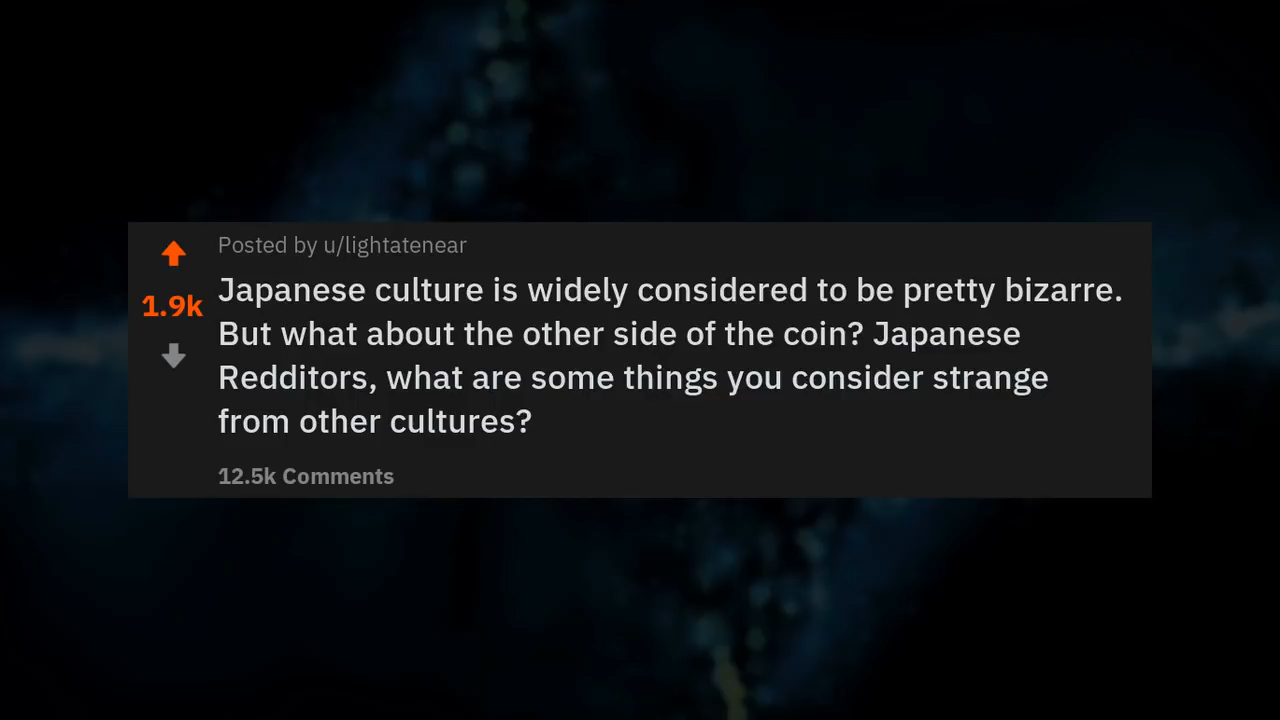 Posted by u/lightatenear
1.9k
Japanese culture is widely considered to be pretty bizarre.
But what about the other side of the coin? Japanese
Redditors, what are some things you consider strange
from other cultures?
12.5k Comments